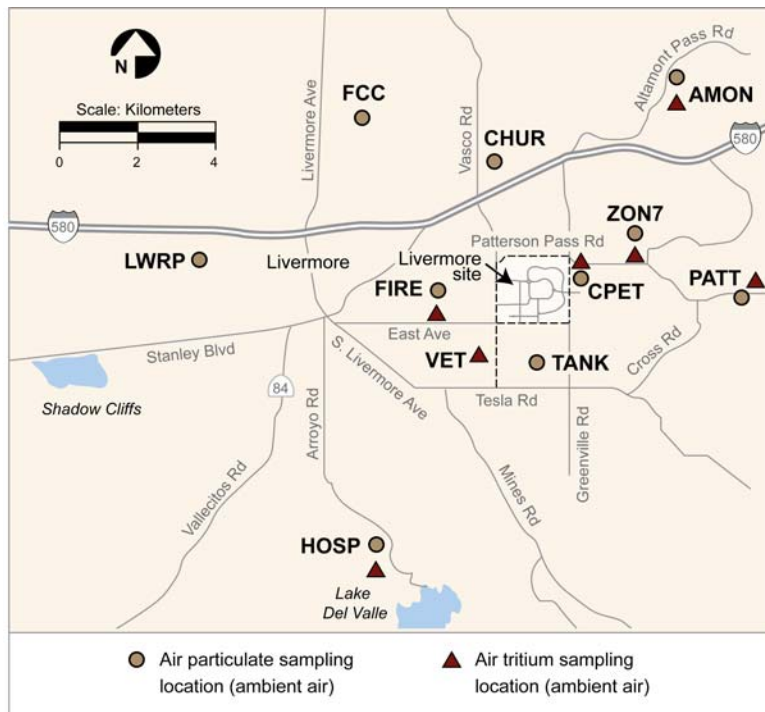 N
Scale: Kilometers
0 2 4
Livermore Ave
FCC
Vasco Rd
CHUR
Altamont Pass Rd
AMON
580
580
LWRP
Livermore
Livermore
site
Patterson Pass Rd
ZON7
FIRE
CPET
PATT
East Ave
Stanley Blvd
VET
TANK
Cross Rd
S. Livermore Ave
Tesla Rd
84
Shadow Cliffs
Arroyo Rd
Vallecitos Rd
Mines Rd
Greenville Rd
HOSP
Lake
Del Valle
Air particulate sampling
location (ambient air)
Air tritium sampling
location (ambient air)